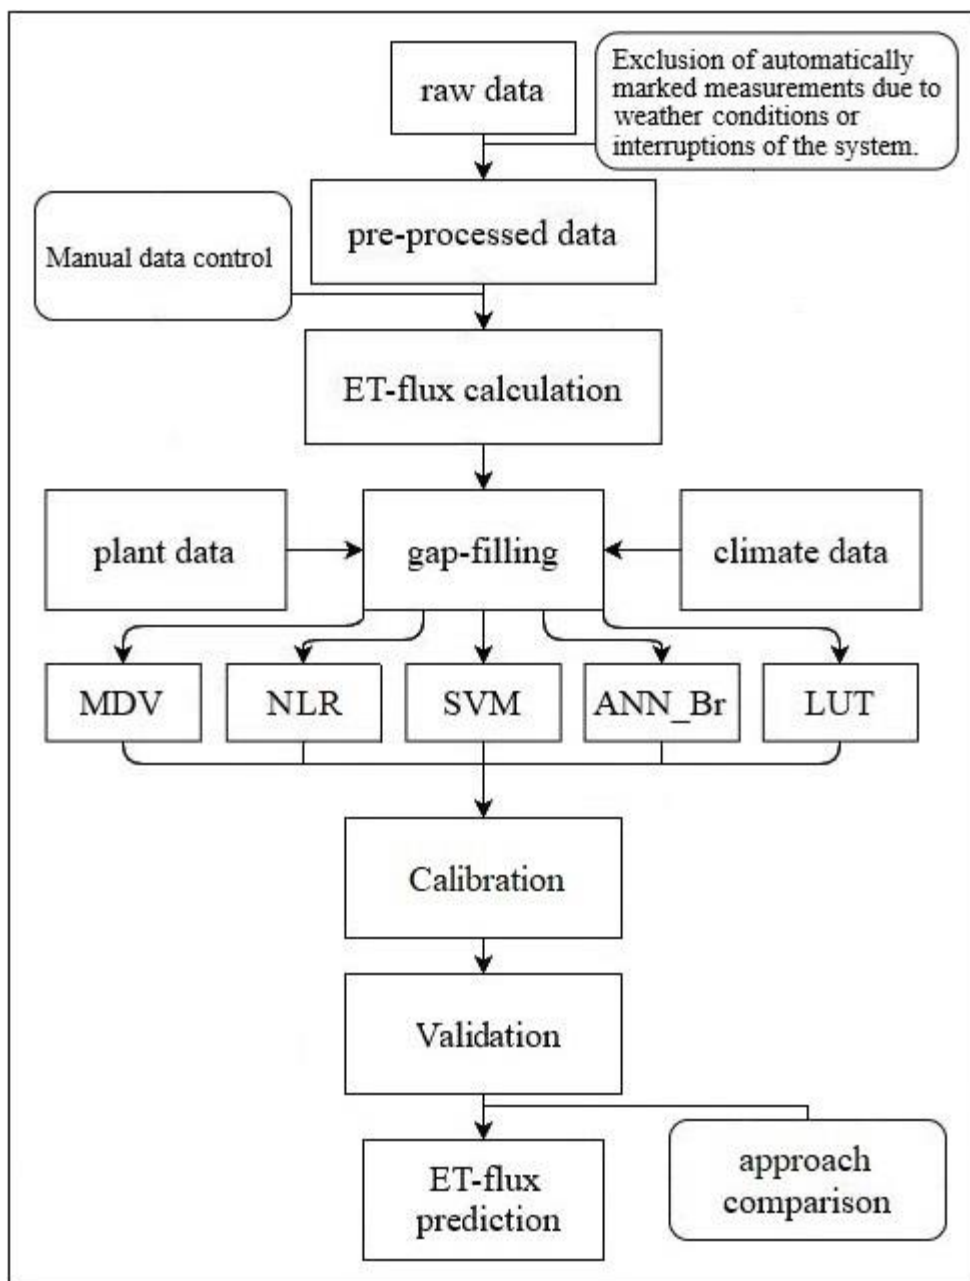 raw data
Exclusion of automatically
marked measurements due to
weather conditions or
interruptions of the system.
pre-processed data
Manual data control
ET-flux calculation
plant data
gap-filling
climate data
MDV
NLR
SVM
ANN_Br
LUT
Calibration
Validation
ET-flux
prediction
approach
comparison